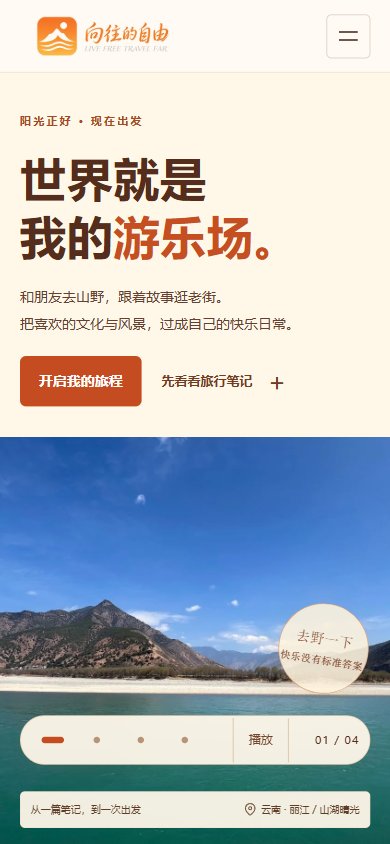 向往的自由
LIVE FREE TRAVEL FAR
阳光正好 • 现在出发
世界就是
我的游乐场。
和朋友去山野，跟着故事逛老街。
把喜欢的文化与风景，过成自己的快乐日常。
开启我的旅程
先看看旅行笔记 +
去野一下
快乐没有标准答案
播放
01 / 04
从一篇笔记，到一次出发
云南 · 丽江 / 山湖晴光